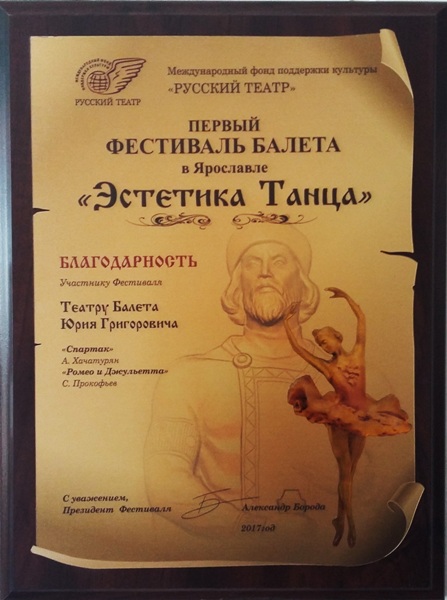 РУССКИЙ ТЕАТР
Международный фонд поддержки культуры
«РУССКИЙ ТЕАТР»
ПЕРВЫЙ
ФЕСТИВАЛЬ БАЛЕТА
в Ярославле
«Эстетика Танца»
БЛАГОДАРНОСТЬ
Участнику Фестиваля
Театру Балета
Юрия Григоровича
«Спартак»
А. Хачатурян
«Ромео и Джульетта»
С. Прокофьев
С уважением,
Президент Фестиваля
Александр Борода
2017год